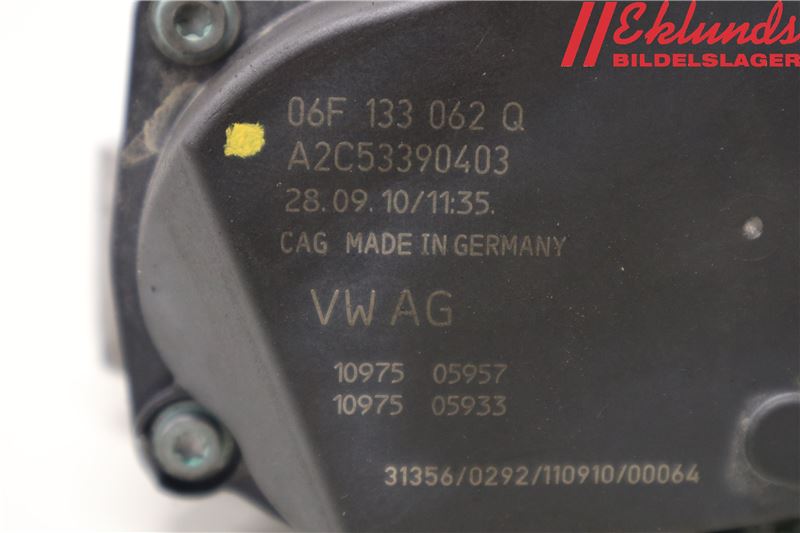 Eklunds
BILDELSLAGER
06F 133 062 Q
A2C53390403
28.09.10/11:35.
CAG MADE IN GERMANY
VW AG
10975 05957
10975 05933
31356/0292/110910/00064